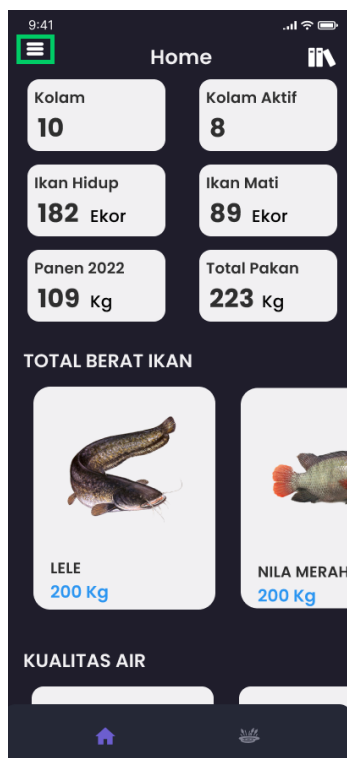 9:41
Home
Kolam
10
Kolam Aktif
8
Ikan Hidup
182 Ekor
Ikan Mati
89 Ekor
Panen 2022
109 Kg
Total Pakan
223 Kg
TOTAL BERAT IKAN
LELE
200 Kg
NILA MERAH
200 Kg
KUALITAS AIR